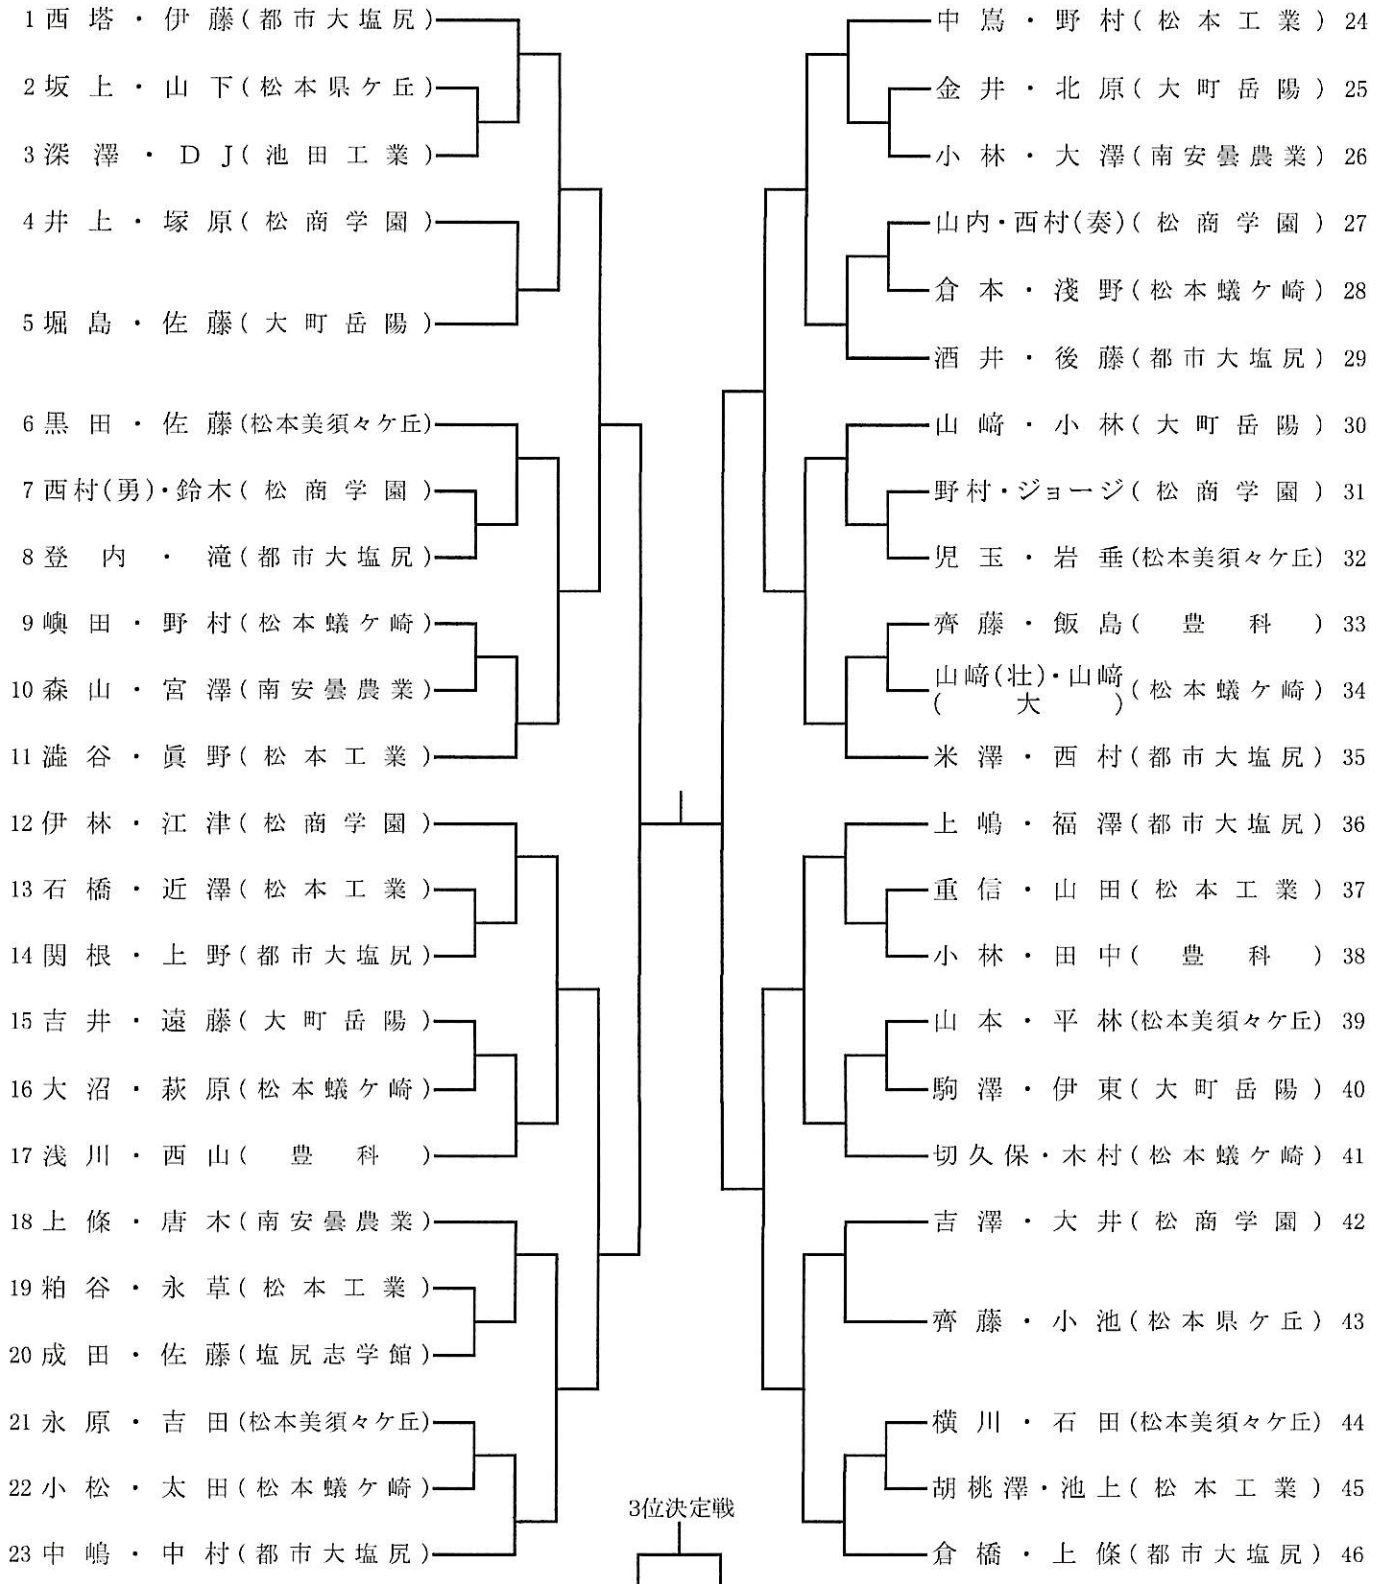 1 西塔・伊藤(都市大塩尻)
2 坂上・山下(松本県ケ丘)
3 深澤・DJ(池田工業)
4 井上・塚原(松商学園)
5 堀島・佐藤(大町岳陽)
6 黒田・佐藤(松本美須々ケ丘)
7 西村(勇)・鈴木(松商学園)
8 登内・滝(都市大塩尻)
9 嶼田・野村(松本蟻ケ崎)
10 森山・宮澤(南安曇農業)
11 澁谷・眞野(松本工業)
12 伊林・江津(松商学園)
13 石橋・近澤(松本工業)
14 関根・上野(都市大塩尻)
15 吉井・遠藤(大町岳陽)
16 大沼・萩原(松本蟻ケ崎)
17 浅川・西山(豊科)
18 上條・唐木(南安曇農業)
19 粕谷・永草(松本工業)
20 成田・佐藤(塩尻志学館)
21 永原・吉田(松本美須々ケ丘)
22 小松・太田(松本蟻ケ崎)
23 中嶋・中村(都市大塩尻)
3位決定戦
中嶌・野村(松本工業) 24
金井・北原(大町岳陽) 25
小林・大澤(南安曇農業) 26
山内・西村(奏)(松商学園) 27
倉本・淺野(松本蟻ケ崎) 28
酒井・後藤(都市大塩尻) 29
山﨑・小林(大町岳陽) 30
野村・ジョージ(松商学園) 31
児玉・岩垂(松本美須々ケ丘) 32
齊藤・飯島(豊科) 33
山﨑(壮)・山﨑
(大)(松本蟻ケ崎) 34
米澤・西村(都市大塩尻) 35
上嶋・福澤(都市大塩尻) 36
重信・山田(松本工業) 37
小林・田中(豊科) 38
山本・平林(松本美須々ケ丘) 39
駒澤・伊東(大町岳陽) 40
切久保・木村(松本蟻ケ崎) 41
吉澤・大井(松商学園) 42
齊藤・小池(松本県ケ丘) 43
横川・石田(松本美須々ケ丘) 44
胡桃澤・池上(松本工業) 45
倉橋・上條(都市大塩尻) 46